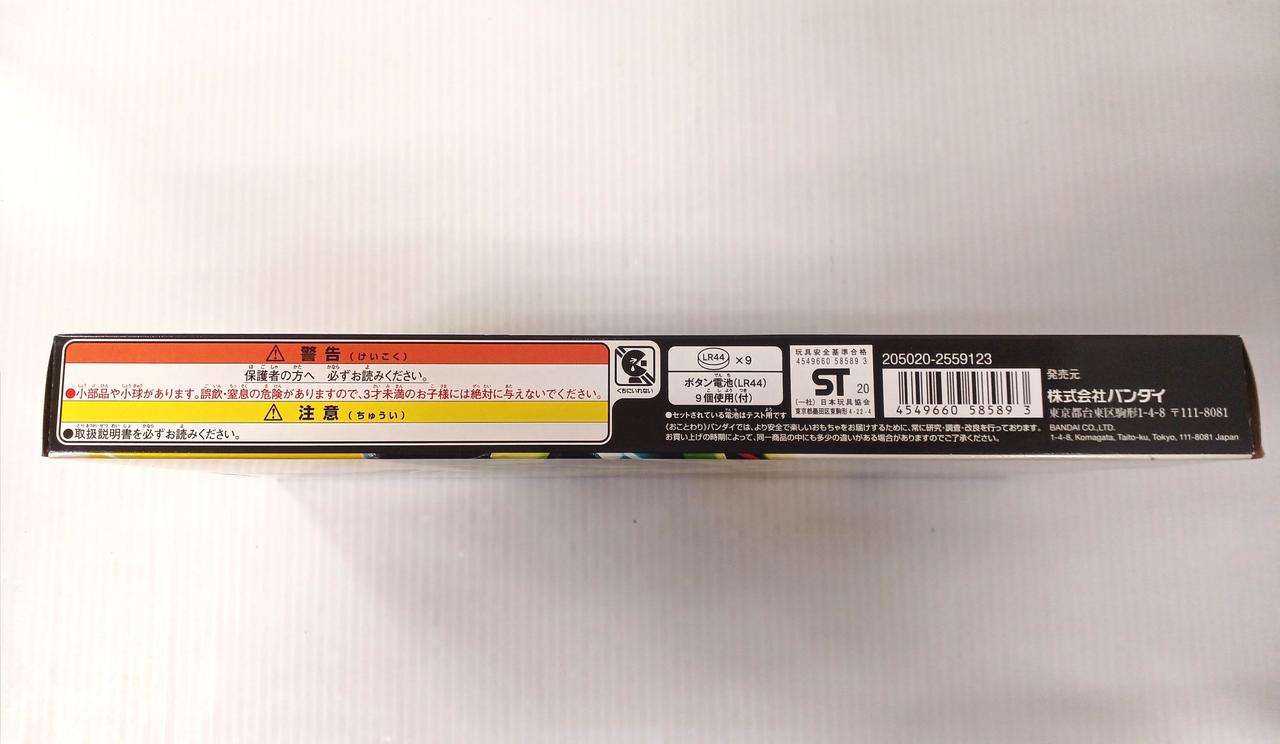 警告(けいこく)
保護者の方へ 必ずお読みください。
●小部品や小球があります。誤飲・窒息の危険がありますので、3才未満のお子様には絶対に与えないでください。
注意(ちゅうい)
●取扱説明書を必ずお読みください。
くちにいれない
LR44 ×9
ボタン電池(LR44)
9個使用(付)
●セットされている電池はテスト用です
玩具安全基準合格
4549660 58589 3
ST 20
(一社)日本玩具協会
東京都墨田区東駒形4-22-4
205020-2559123
4549660 58589 3
〈おことわり〉バンダイでは、より安全で楽しいおもちゃをお届けするために、常に研究・調査・改良を行っております。
お買い上げの時期によって、同一商品の中にも多少の違いがある場合がありますのでご了承ください。
発売元
株式会社バンダイ
東京都台東区駒形1-4-8 〒111-8081
BANDAI CO.,LTD.
1-4-8, Komagata, Taito-ku, Tokyo, 111-8081 Japan